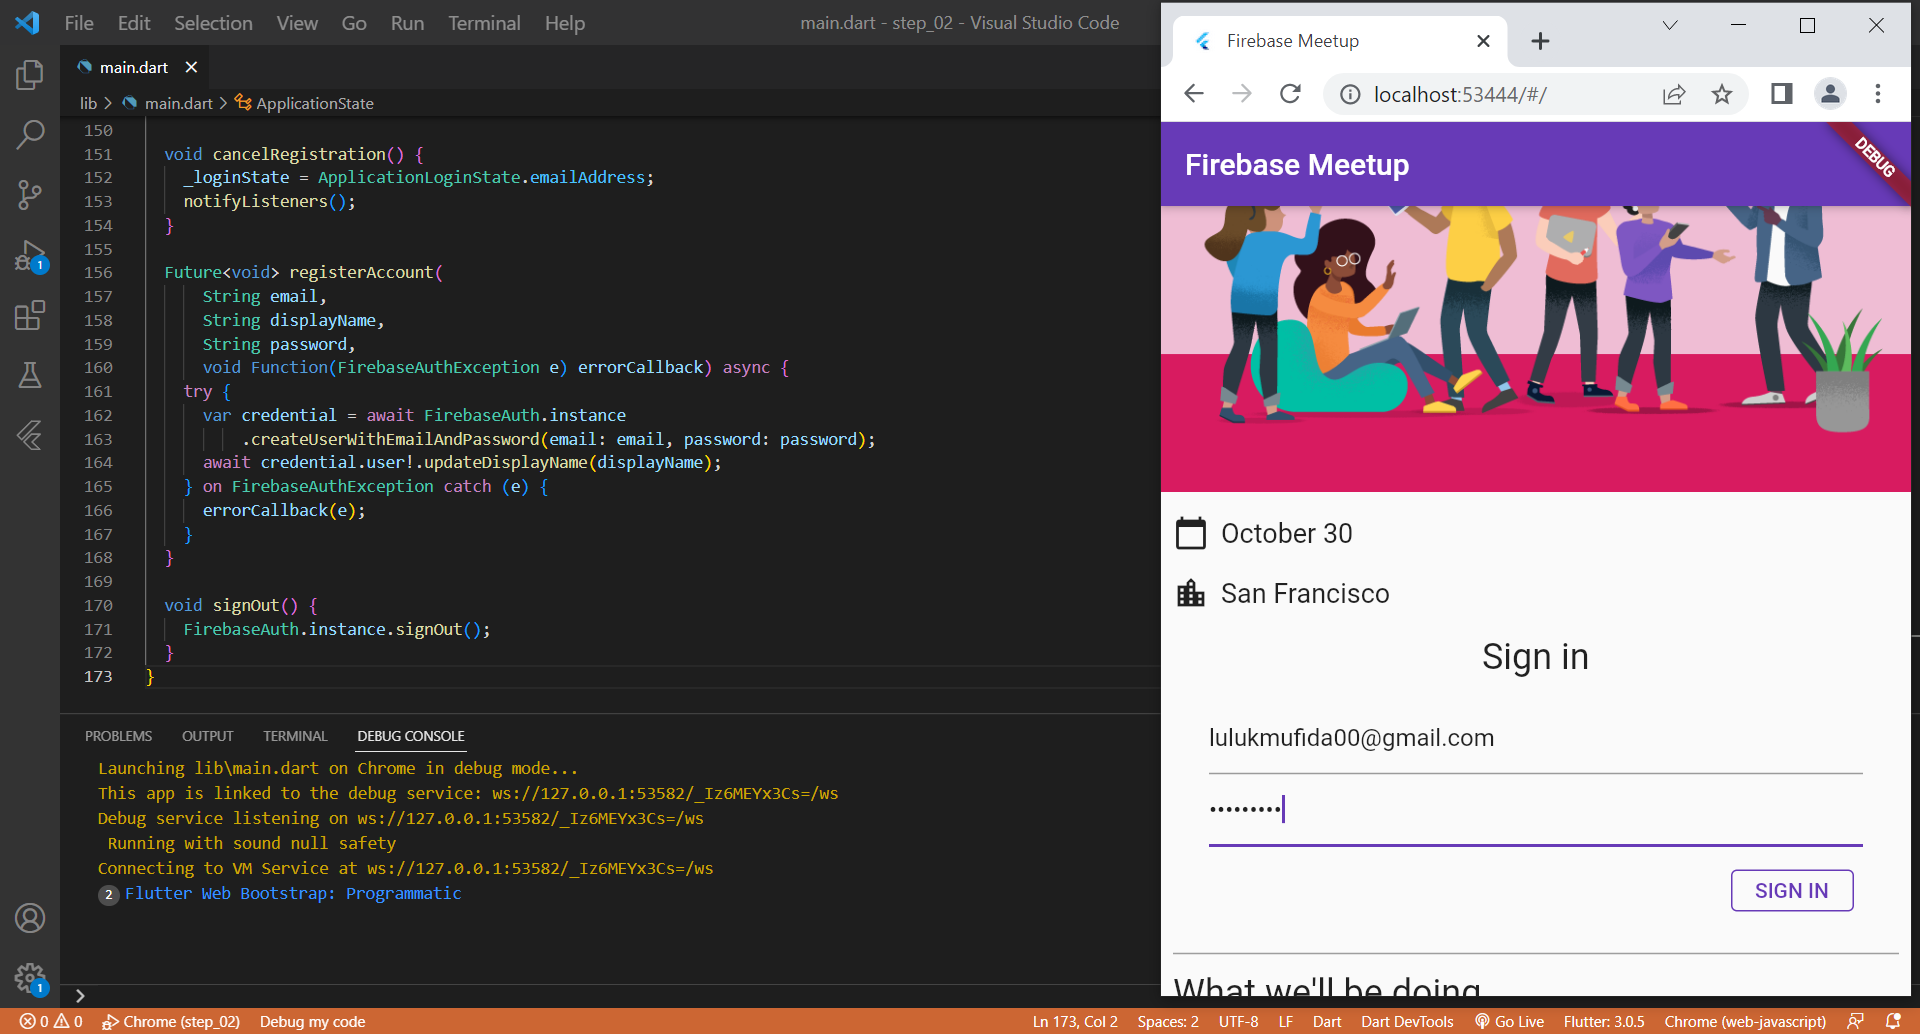 File Edit Selection View Go Run Terminal Help
main.dart - step_02 - Visual Studio Code
main.dart
lib > main.dart > ApplicationState
150
151 void cancelRegistration() {
152 _loginState = ApplicationLoginState.emailAddress;
153 notifyListeners();
154 }
155
156 Future<void> registerAccount(
157 String email,
158 String displayName,
159 String password,
160 void Function(FirebaseAuthException e) errorCallback) async {
161 try {
162 var credential = await FirebaseAuth.instance
163 .createUserWithEmailAndPassword(email: email, password: password);
164 await credential.user!.updateDisplayName(displayName);
165 } on FirebaseAuthException catch (e) {
166 errorCallback(e);
167 }
168 }
169
170 void signOut() {
171 FirebaseAuth.instance.signOut();
172 }
173 }
PROBLEMS OUTPUT TERMINAL DEBUG CONSOLE
Launching lib\main.dart on Chrome in debug mode...
This app is linked to the debug service: ws://127.0.0.1:53582/_Iz6MEYx3Cs=/ws
Debug service listening on ws://127.0.0.1:53582/_Iz6MEYx3Cs=/ws
Running with sound null safety
Connecting to VM Service at ws://127.0.0.1:53582/_Iz6MEYx3Cs=/ws
2 Flutter Web Bootstrap: Programmatic
1
1
Firebase Meetup
localhost:53444/#/
Firebase Meetup
DEBUG
October 30
San Francisco
Sign in
lulukmufida00@gmail.com
•••••••••
SIGN IN
What we'll be doing
0 0 Chrome (step_02) Debug my code Ln 173, Col 2 Spaces: 2 UTF-8 LF Dart Dart DevTools Go Live Flutter: 3.0.5 Chrome (web-javascript)